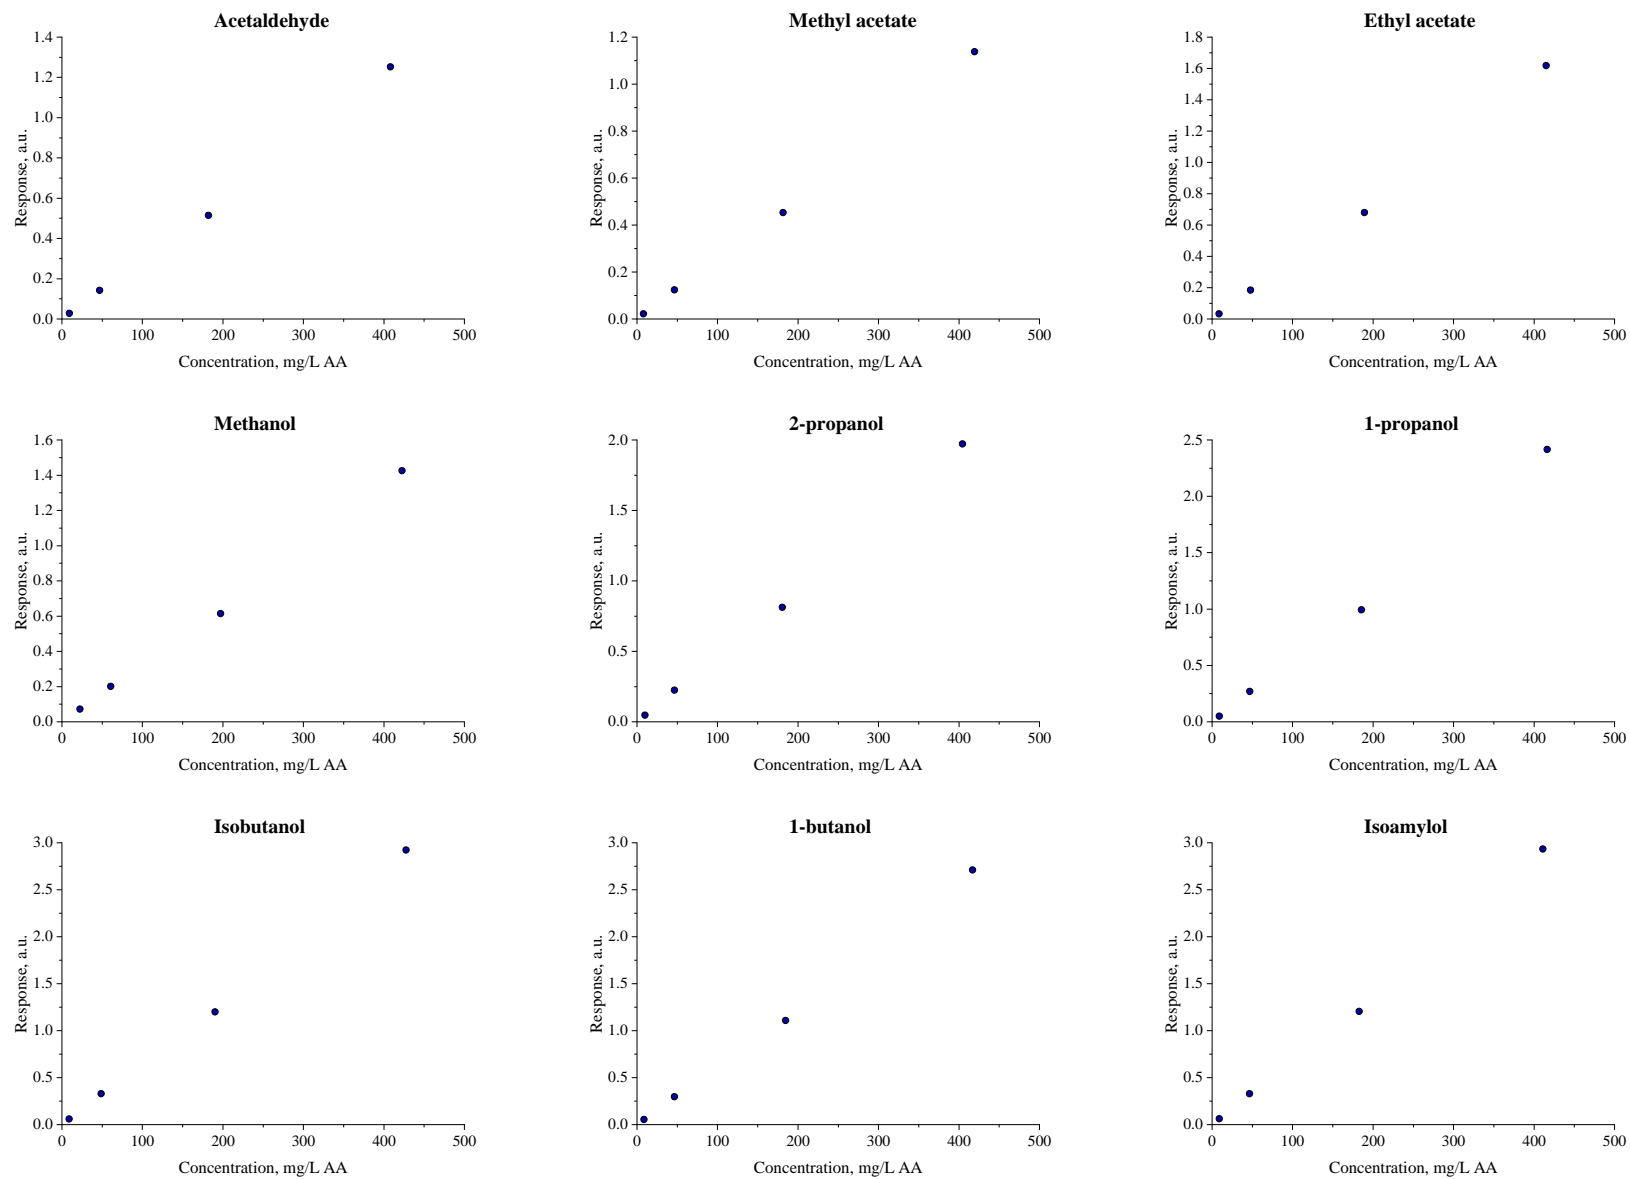 Acetaldehyde
1.4
1.2
1.0
0.8
0.6
0.4
0.2
0.0
Response, a.u.
0 100 200 300 400 500
Concentration, mg/L AA
Methyl acetate
1.2
1.0
0.8
0.6
0.4
0.2
0.0
Response, a.u.
0 100 200 300 400 500
Concentration, mg/L AA
Ethyl acetate
1.8
1.6
1.4
1.2
1.0
0.8
0.6
0.4
0.2
0.0
Response, a.u.
0 100 200 300 400 500
Concentration, mg/L AA
Methanol
1.6
1.4
1.2
1.0
0.8
0.6
0.4
0.2
0.0
Response, a.u.
0 100 200 300 400 500
Concentration, mg/L AA
2-propanol
2.0
1.5
1.0
0.5
0.0
Response, a.u.
0 100 200 300 400 500
Concentration, mg/L AA
1-propanol
2.5
2.0
1.5
1.0
0.5
0.0
Response, a.u.
0 100 200 300 400 500
Concentration, mg/L AA
Isobutanol
3.0
2.5
2.0
1.5
1.0
0.5
0.0
Response, a.u.
0 100 200 300 400 500
Concentration, mg/L AA
1-butanol
3.0
2.5
2.0
1.5
1.0
0.5
0.0
Response, a.u.
0 100 200 300 400 500
Concentration, mg/L AA
Isoamylol
3.0
2.5
2.0
1.5
1.0
0.5
0.0
Response, a.u.
0 100 200 300 400 500
Concentration, mg/L AA